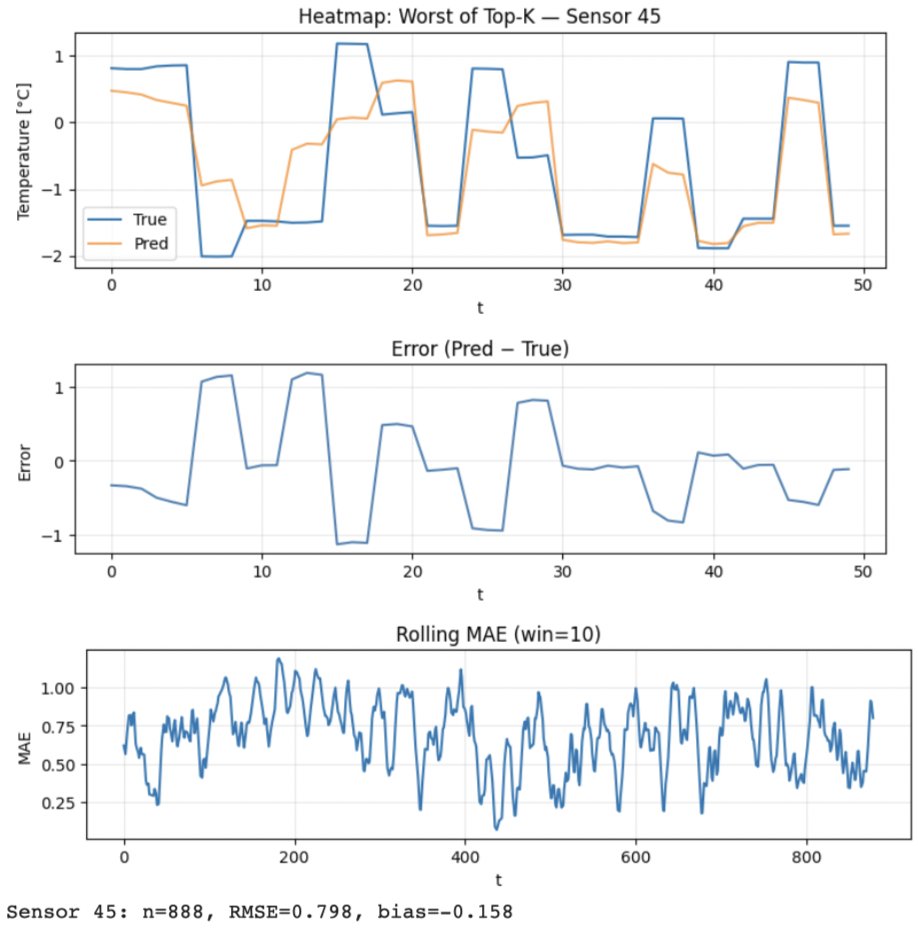 Heatmap: Worst of Top-K — Sensor 45
Temperature [°C]
1
0
−1
−2
True
Pred
0 10 20 30 40 50
t
Error (Pred − True)
Error
1
0
−1
0 10 20 30 40 50
t
Rolling MAE (win=10)
MAE
1.00
0.75
0.50
0.25
0 200 400 600 800
t
Sensor 45: n=888, RMSE=0.798, bias=-0.158